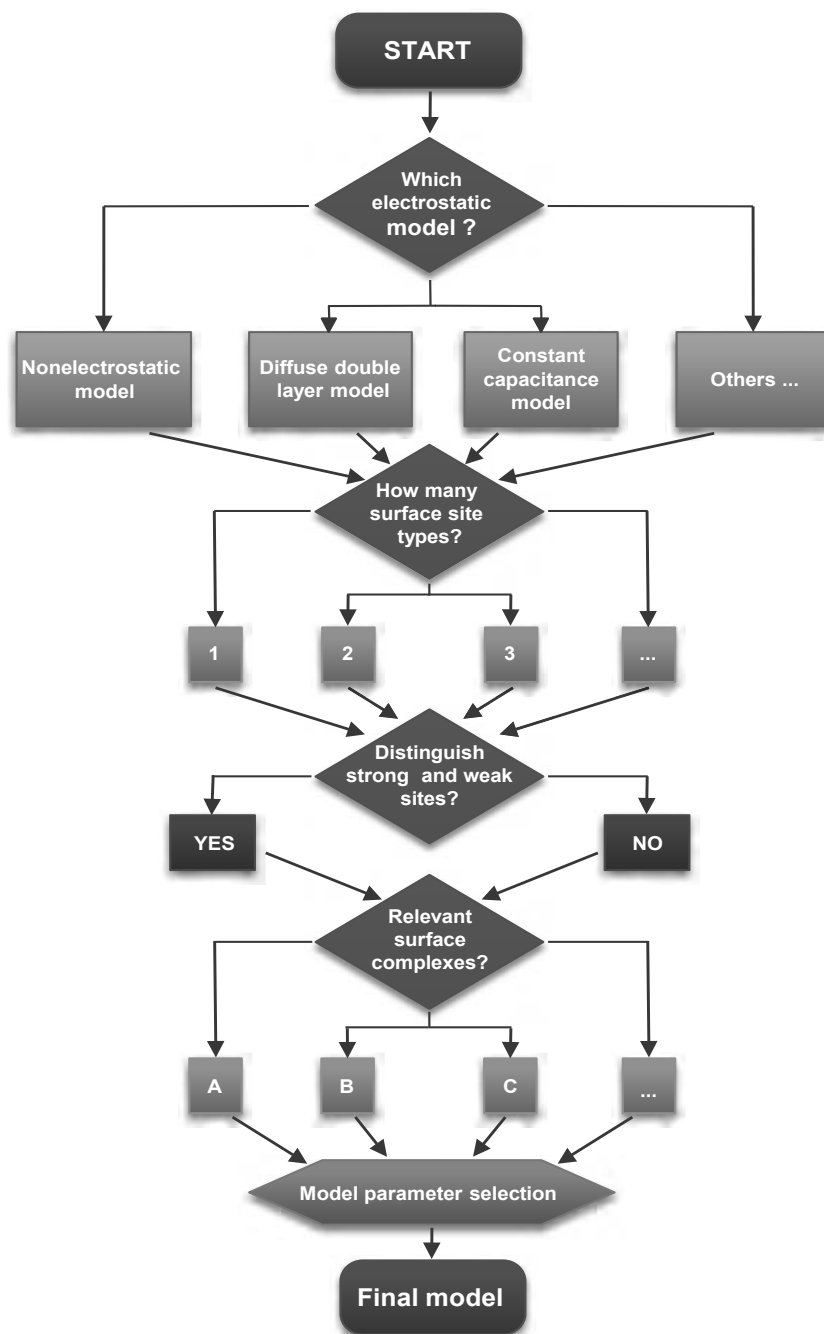 START
Which
electrostatic
model ?
Nonelectrostatic
model
Diffuse double
layer model
Constant
capacitance
model
Others ...
How many
surface site
types?
1
2
3
...
Distinguish
strong and weak
sites?
YES
NO
Relevant
surface
complexes?
A
B
C
...
Model parameter selection
Final model